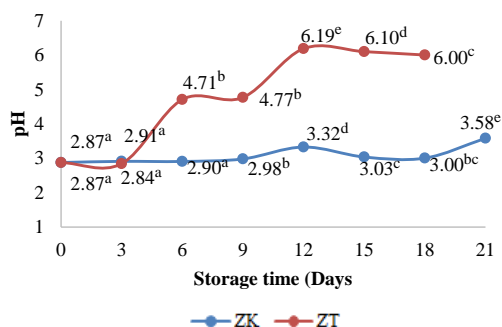 7
6
5
4
3
2
1
pH
6.19ᵉ
6.10ᵈ
6.00ᶜ
4.71ᵇ
4.77ᵇ
2.87ᵃ
2.91ᵃ
3.32ᵈ
3.58ᵉ
2.87ᵃ
2.84ᵃ
2.90ᵃ
2.98ᵇ
3.03ᶜ
3.00ᵇᶜ
0 3 6 9 12 15 18 21
Storage time (Days
ZK ZT